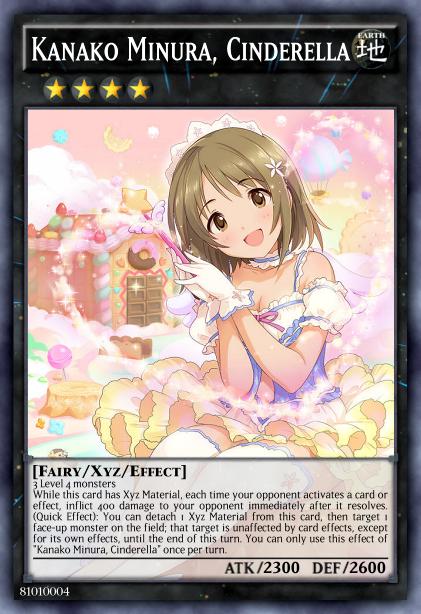 Kanako Minura, Cinderella
EARTH
地
[Fairy/Xyz/Effect]
3 Level 4 monsters
While this card has Xyz Material, each time your opponent activates a card or
effect, inflict 400 damage to your opponent immediately after it resolves.
(Quick Effect): You can detach 1 Xyz Material from this card, then target 1
face-up monster on the field; that target is unaffected by card effects, except
for its own effects, until the end of this turn. You can only use this effect of
"Kanako Minura, Cinderella" once per turn.
ATK/2300 DEF/2600
81010004